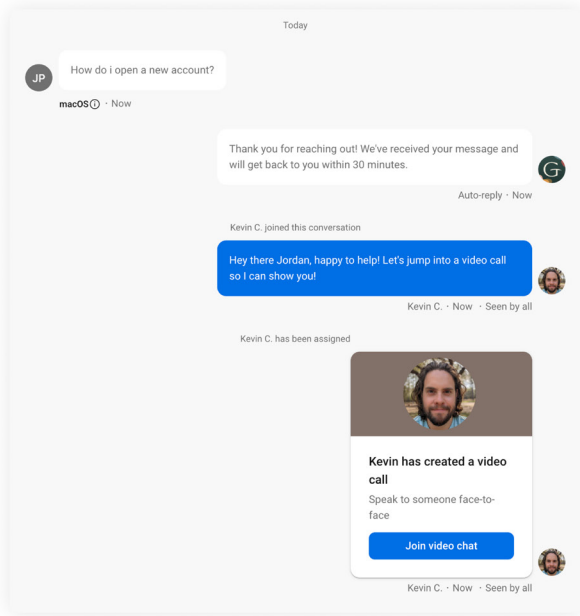 Today
How do i open a new account?
JP
macOS · Now
Thank you for reaching out! We've received your message and
will get back to you within 30 minutes.
G
Auto-reply · Now
Kevin C. joined this conversation
Hey there Jordan, happy to help! Let's jump into a video call
so I can show you!
Kevin C. · Now · Seen by all
Kevin C. has been assigned
Kevin has created a video
call
Speak to someone face-to-
face
Join video chat
Kevin C. · Now · Seen by all